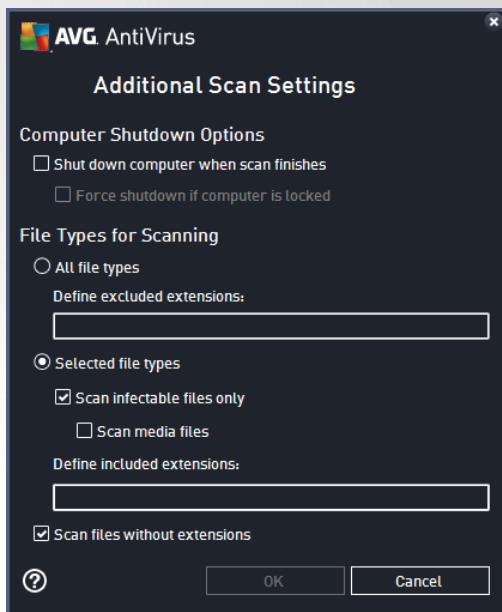 AVG. AntiVirus
Additional Scan Settings
Computer Shutdown Options
Shut down computer when scan finishes
Force shutdown if computer is locked
File Types for Scanning
All file types
Define excluded extensions:
Selected file types
Scan infectable files only
Scan media files
Define included extensions:
Scan files without extensions
? OK Cancel